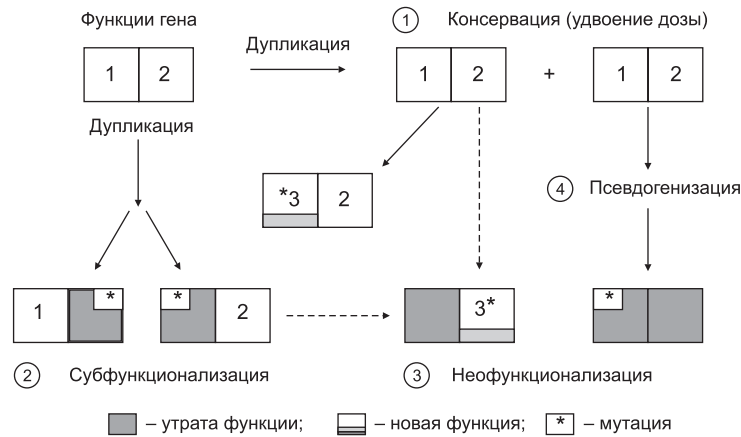 Функции гена
1 Консервация (удвоение дозы)
Дупликация
1 2
1 2 + 1 2
Дупликация
*3 2
4 Псевдогенизация
1 *
* 2
3*
*
2 Субфункционализация
3 Неофункционализация
– утрата функции; – новая функция; * – мутация